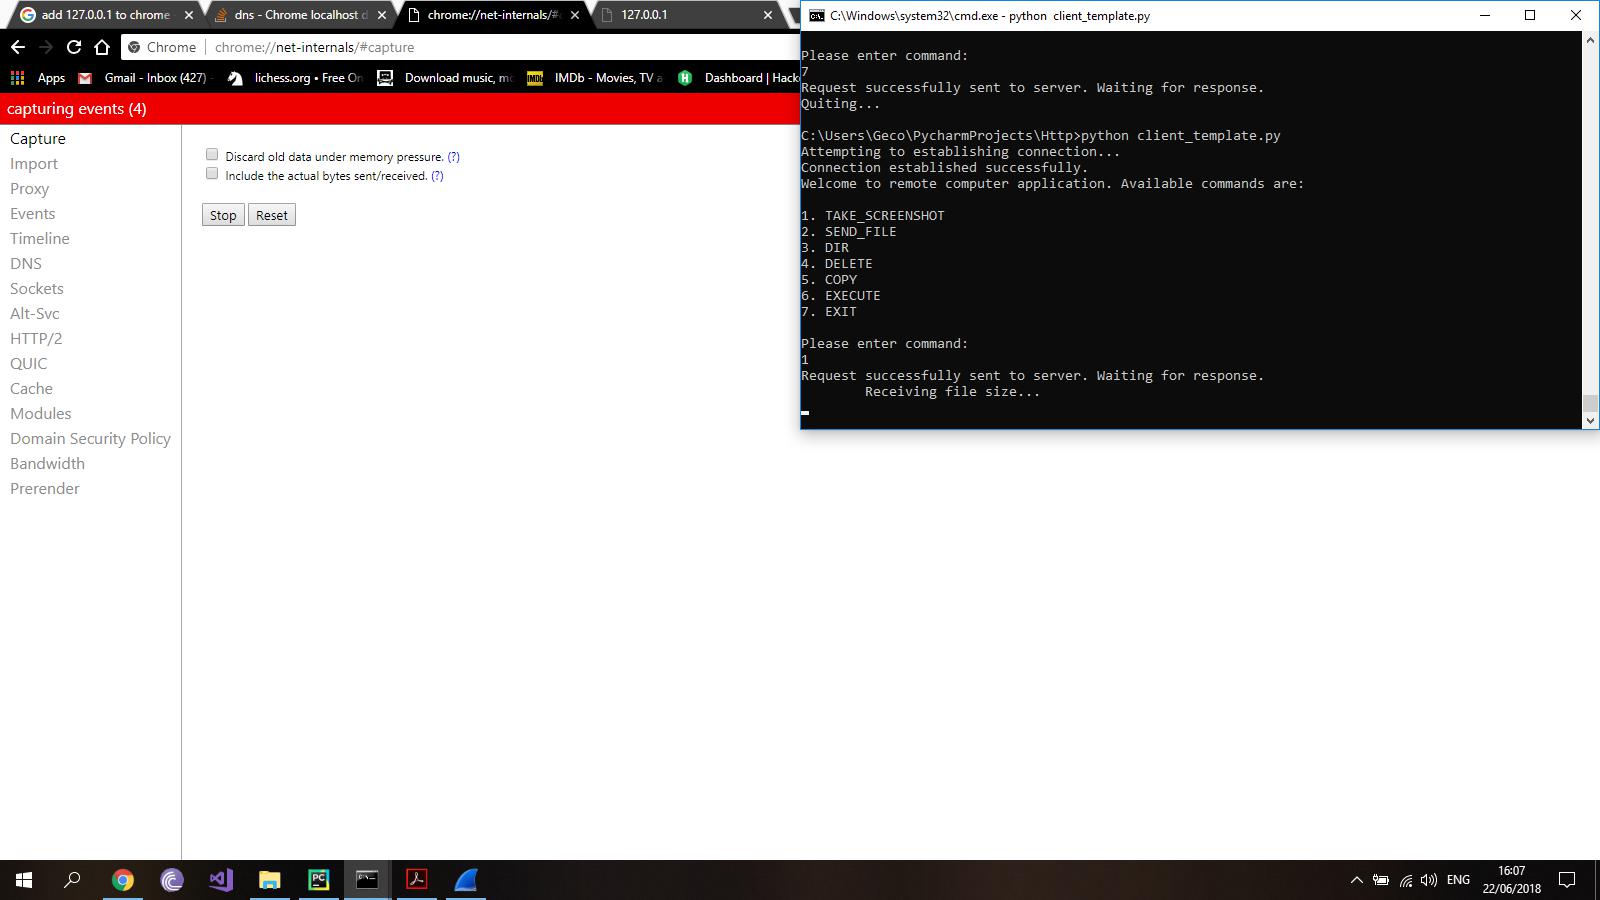 add 127.0.0.1 to chrome
dns - Chrome localhost d
chrome://net-internals/#c
127.0.0.1
Chrome
chrome://net-internals/#capture
Apps
Gmail - Inbox (427)
lichess.org • Free On
Download music, m
IMDb - Movies, TV a
Dashboard | Hack
capturing events (4)
Capture
Import
Proxy
Events
Timeline
DNS
Sockets
Alt-Svc
HTTP/2
QUIC
Cache
Modules
Domain Security Policy
Bandwidth
Prerender
Discard old data under memory pressure. (?)
Include the actual bytes sent/received. (?)
Stop
Reset
C:\Windows\system32\cmd.exe - python  client_template.py
Please enter command:
7
Request successfully sent to server. Waiting for response.
Quiting...
C:\Users\Geco\PycharmProjects\Http>python client_template.py
Attempting to establishing connection...
Connection established successfully.
Welcome to remote computer application. Available commands are:
1. TAKE_SCREENSHOT
2. SEND_FILE
3. DIR
4. DELETE
5. COPY
6. EXECUTE
7. EXIT
Please enter command:
1
Request successfully sent to server. Waiting for response.
Receiving file size...
ENG
16:07
22/06/2018